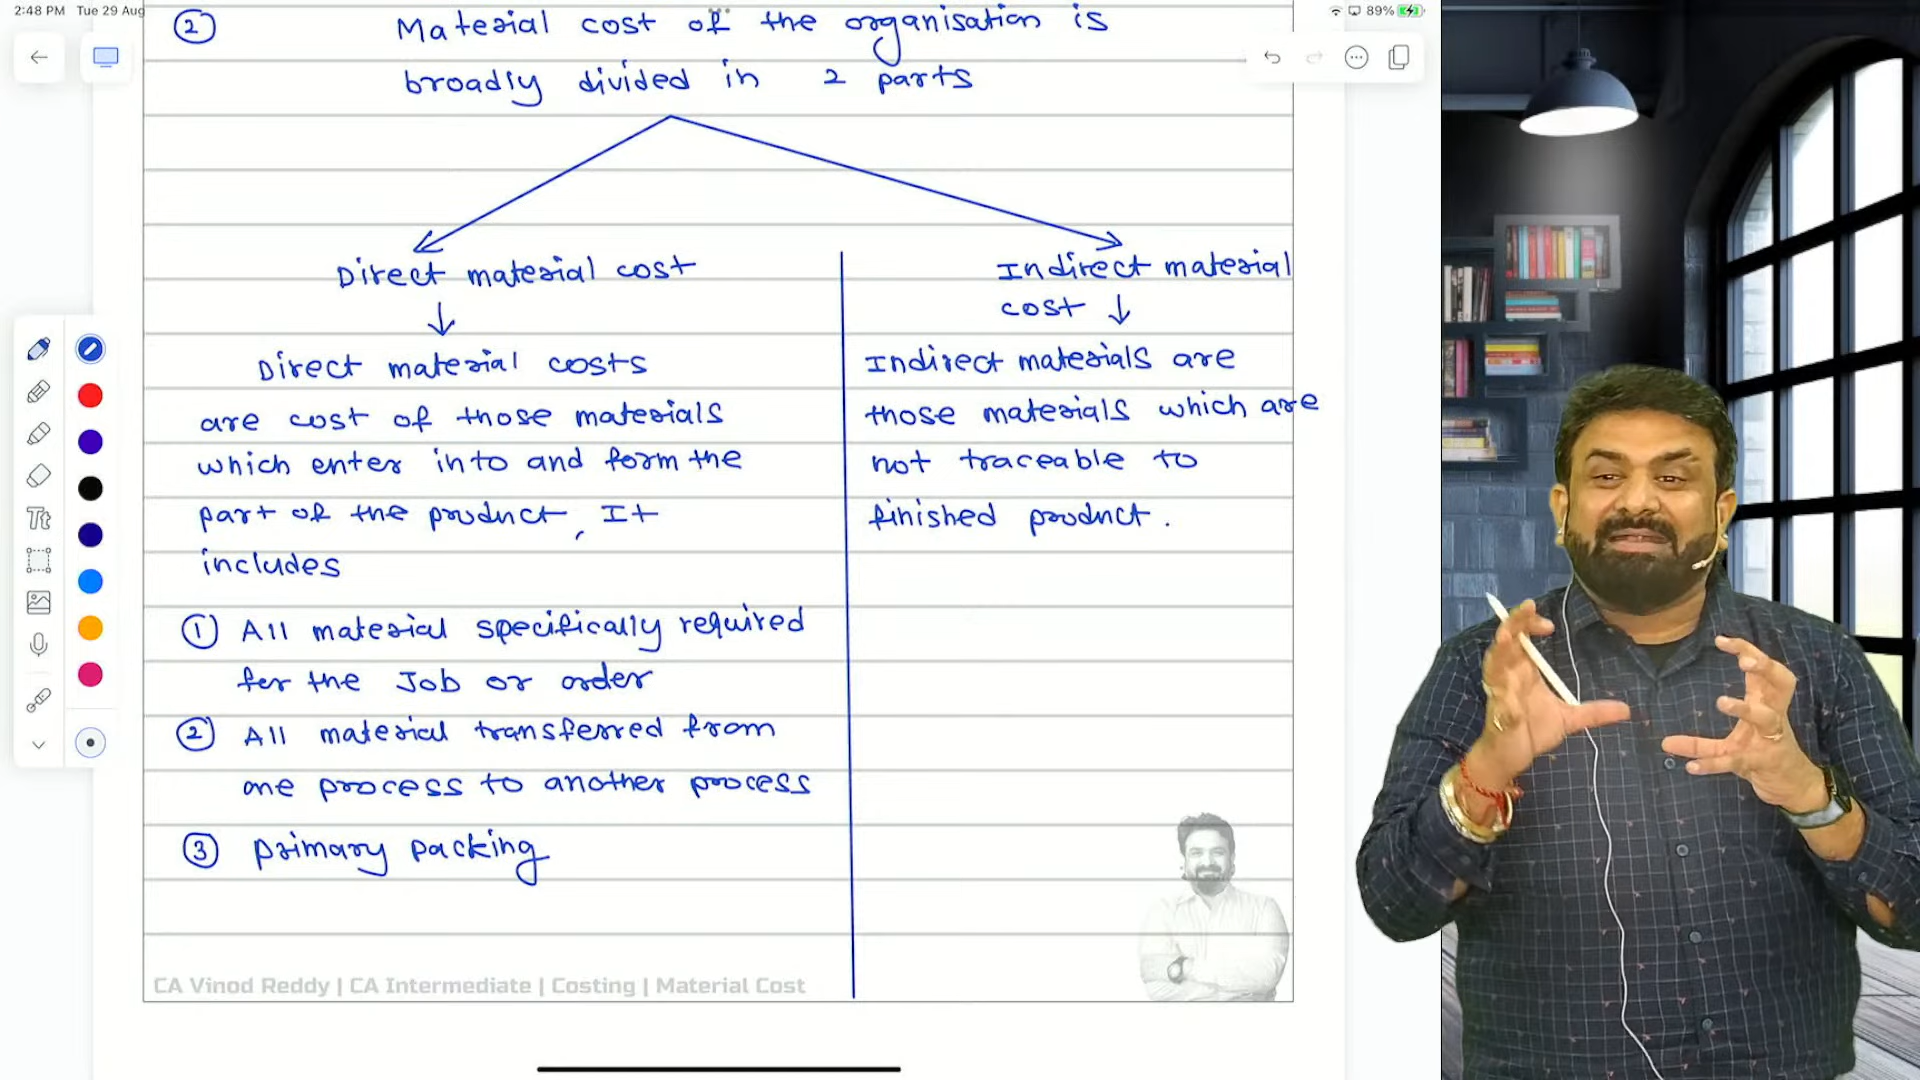 2:48 PM Tue 29 Aug
89%
② Material cost of the organisation is
broadly divided in 2 parts
Direct material cost
Direct material costs
are cost of those materials
which enter into and form the
part of the product, It
includes
① All material specifically required
for the Job or order
② All material transferred from
one process to another process
③ primary packing
Indirect material
cost
Indirect materials are
those materials which are
not traceable to
finished product.
Tt
CA Vinod Reddy | CA Intermediate | Costing | Material Cost